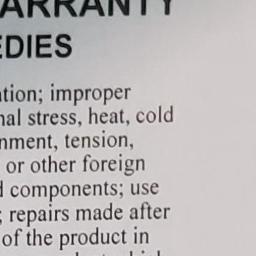 WARRANTY
EDIES
ation; improper
nal stress, heat, cold
nment, tension,
or other foreign
d components; use
; repairs made after
of the product in